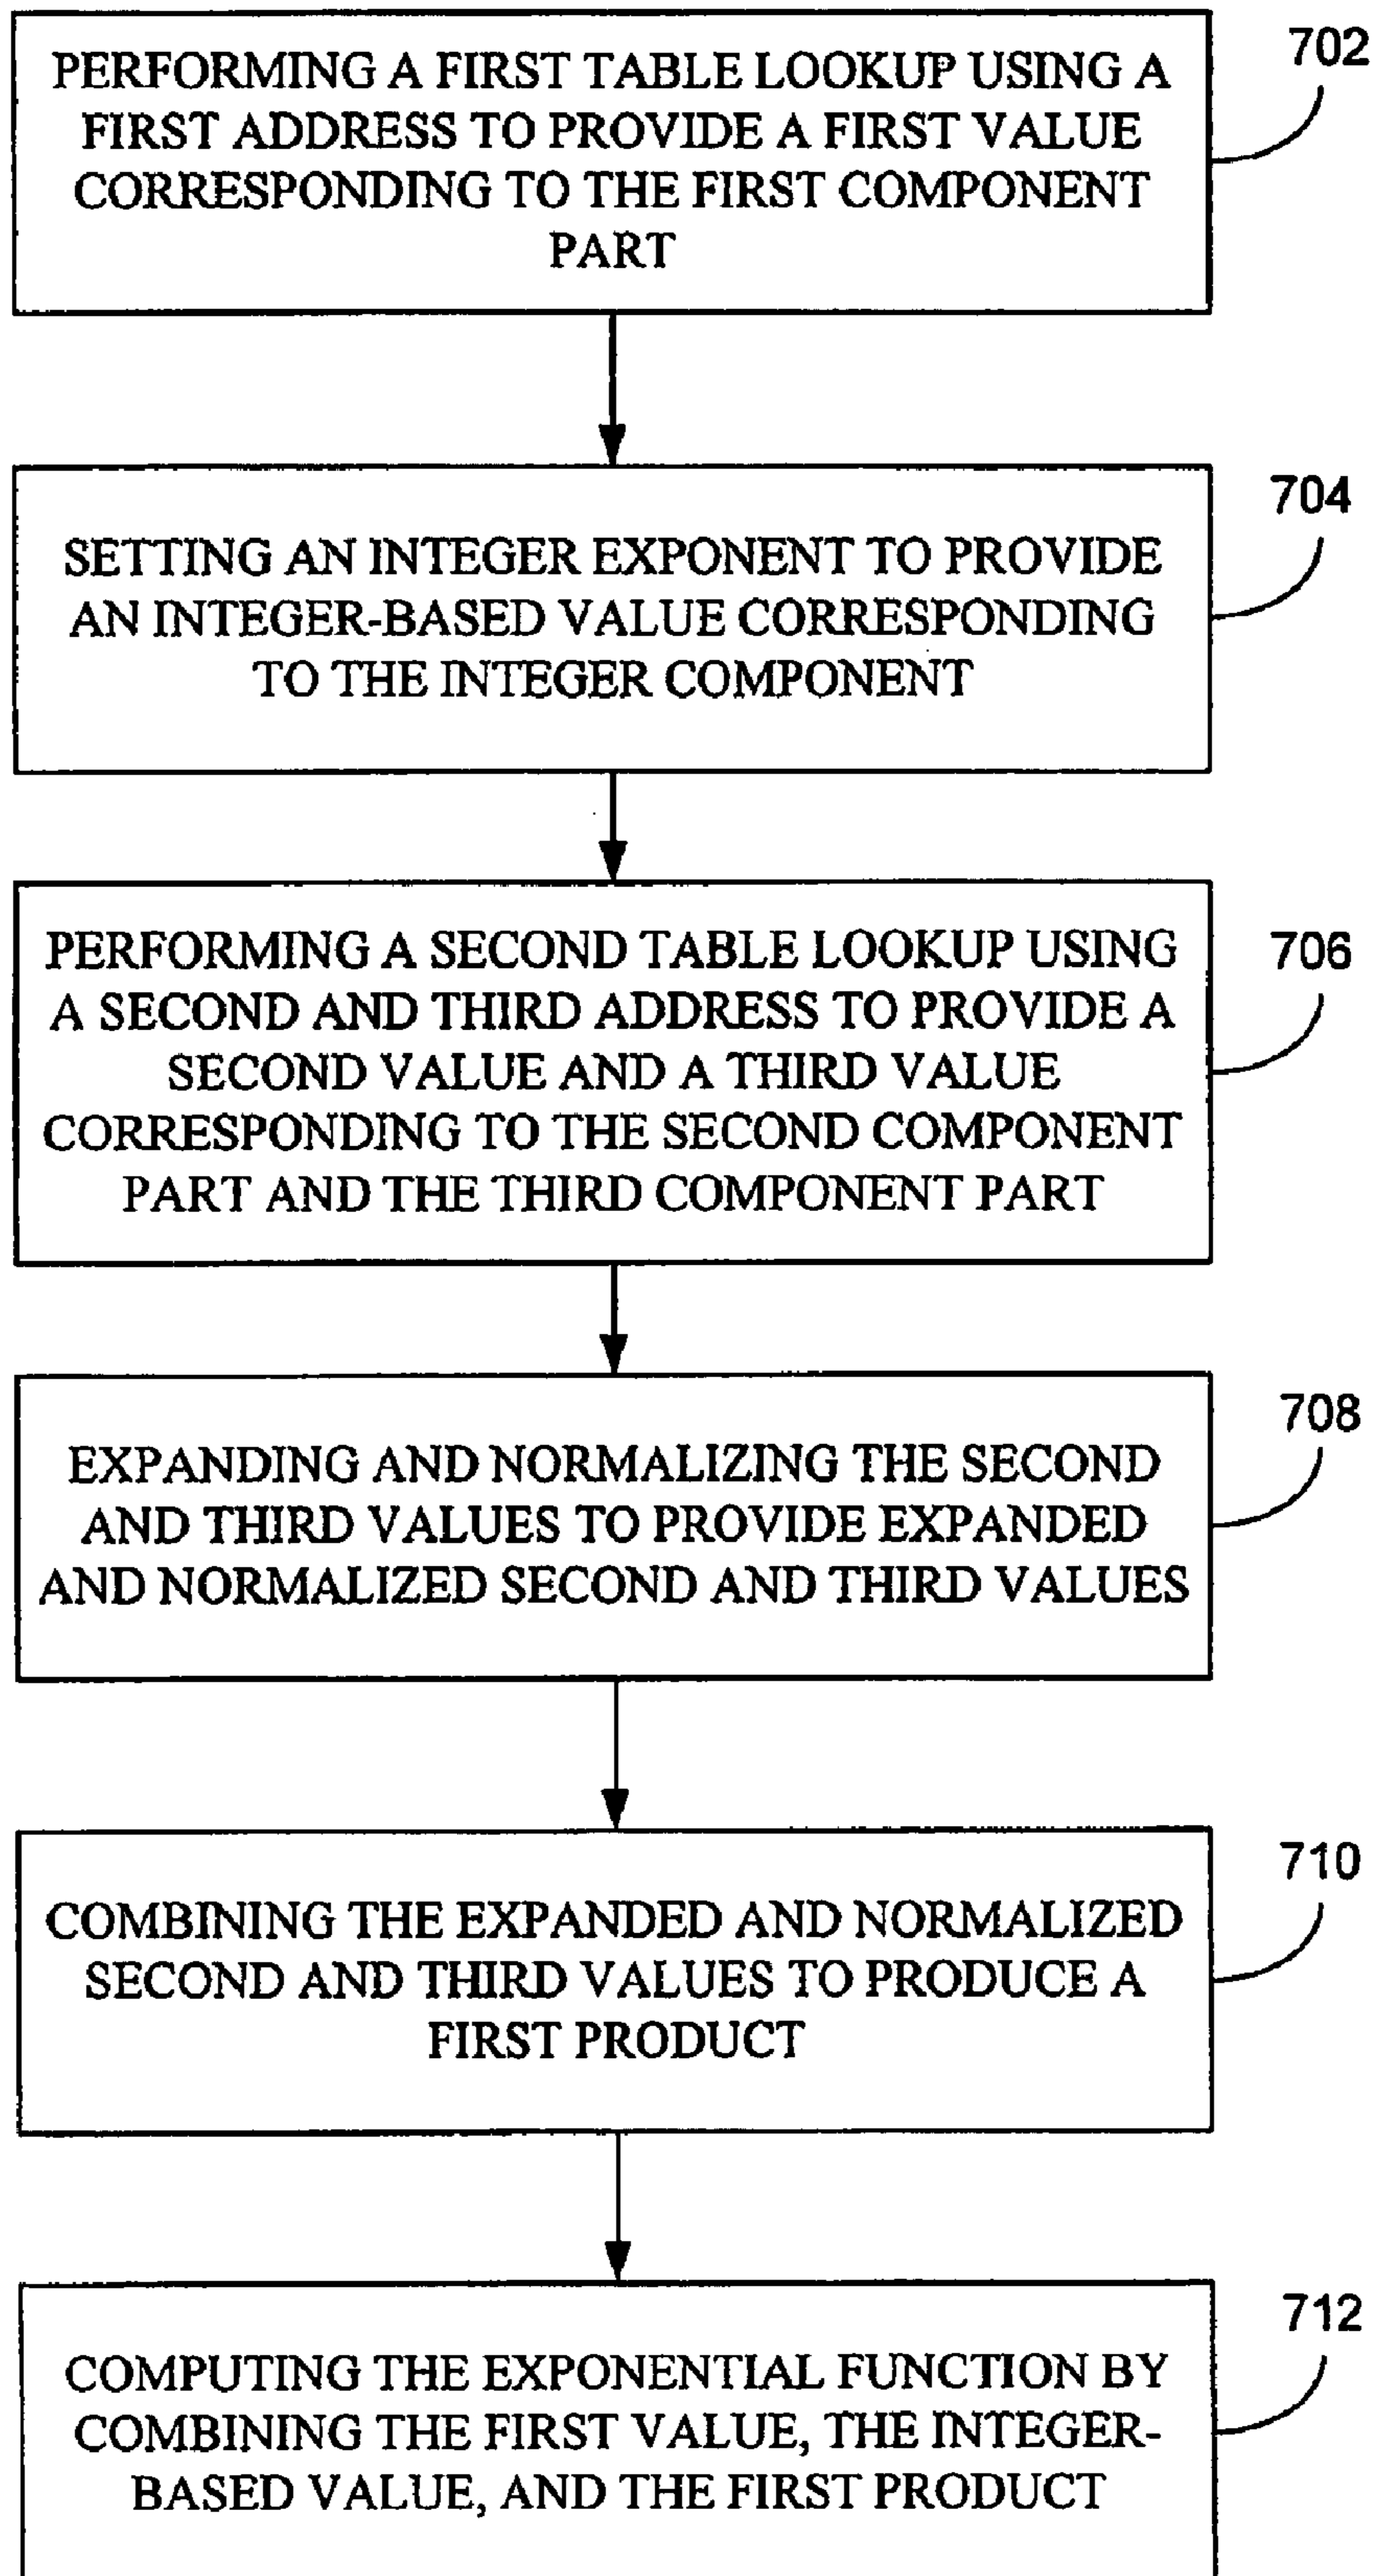 PERFORMING A FIRST TABLE LOOKUP USING A
FIRST ADDRESS TO PROVIDE A FIRST VALUE
CORRESPONDING TO THE FIRST COMPONENT
PART
702
SETTING AN INTEGER EXPONENT TO PROVIDE
AN INTEGER-BASED VALUE CORRESPONDING
TO THE INTEGER COMPONENT
704
PERFORMING A SECOND TABLE LOOKUP USING
A SECOND AND THIRD ADDRESS TO PROVIDE A
SECOND VALUE AND A THIRD VALUE
CORRESPONDING TO THE SECOND COMPONENT
PART AND THE THIRD COMPONENT PART
706
EXPANDING AND NORMALIZING THE SECOND
AND THIRD VALUES TO PROVIDE EXPANDED
AND NORMALIZED SECOND AND THIRD VALUES
708
COMBINING THE EXPANDED AND NORMALIZED
SECOND AND THIRD VALUES TO PRODUCE A
FIRST PRODUCT
710
COMPUTING THE EXPONENTIAL FUNCTION BY
COMBINING THE FIRST VALUE, THE INTEGER-
BASED VALUE, AND THE FIRST PRODUCT
712